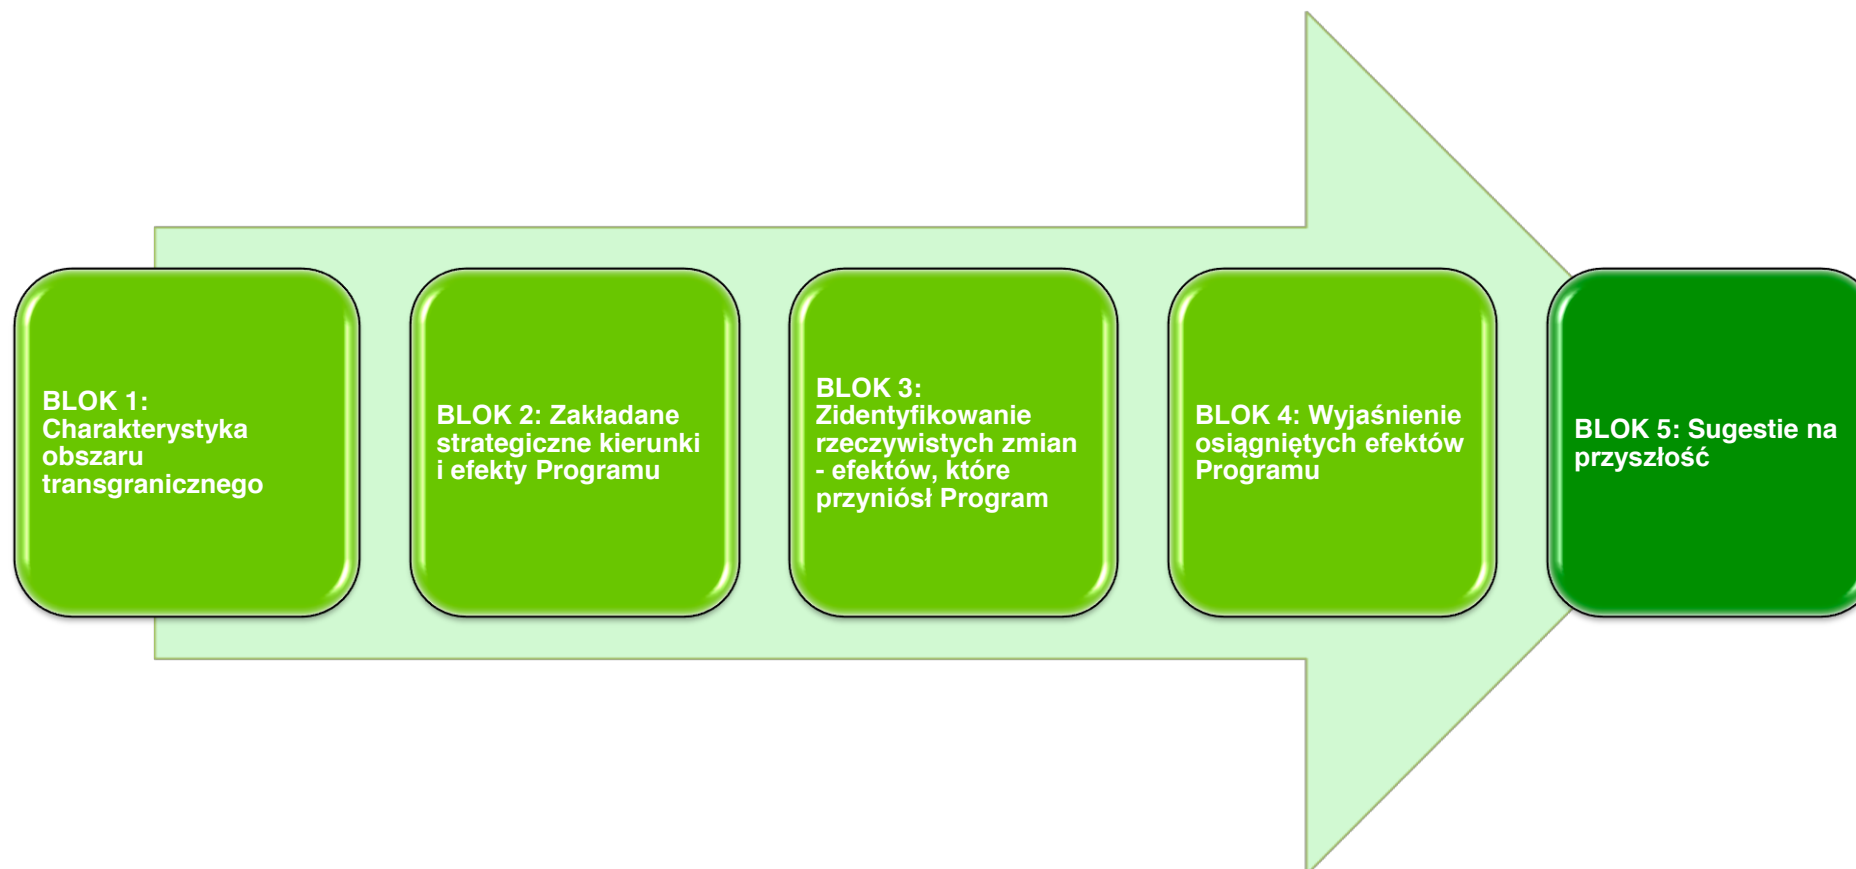 BLOK 1:
Charakterystyka
obszaru
transgranicznego
BLOK 2: Zakładane
strategiczne kierunki
i efekty Programu
BLOK 3:
Zidentyfikowanie
rzeczywistych zmian
- efektów, które
przyniósł Program
BLOK 4: Wyjaśnienie
osiągniętych efektów
Programu
BLOK 5: Sugestie na
przyszłość